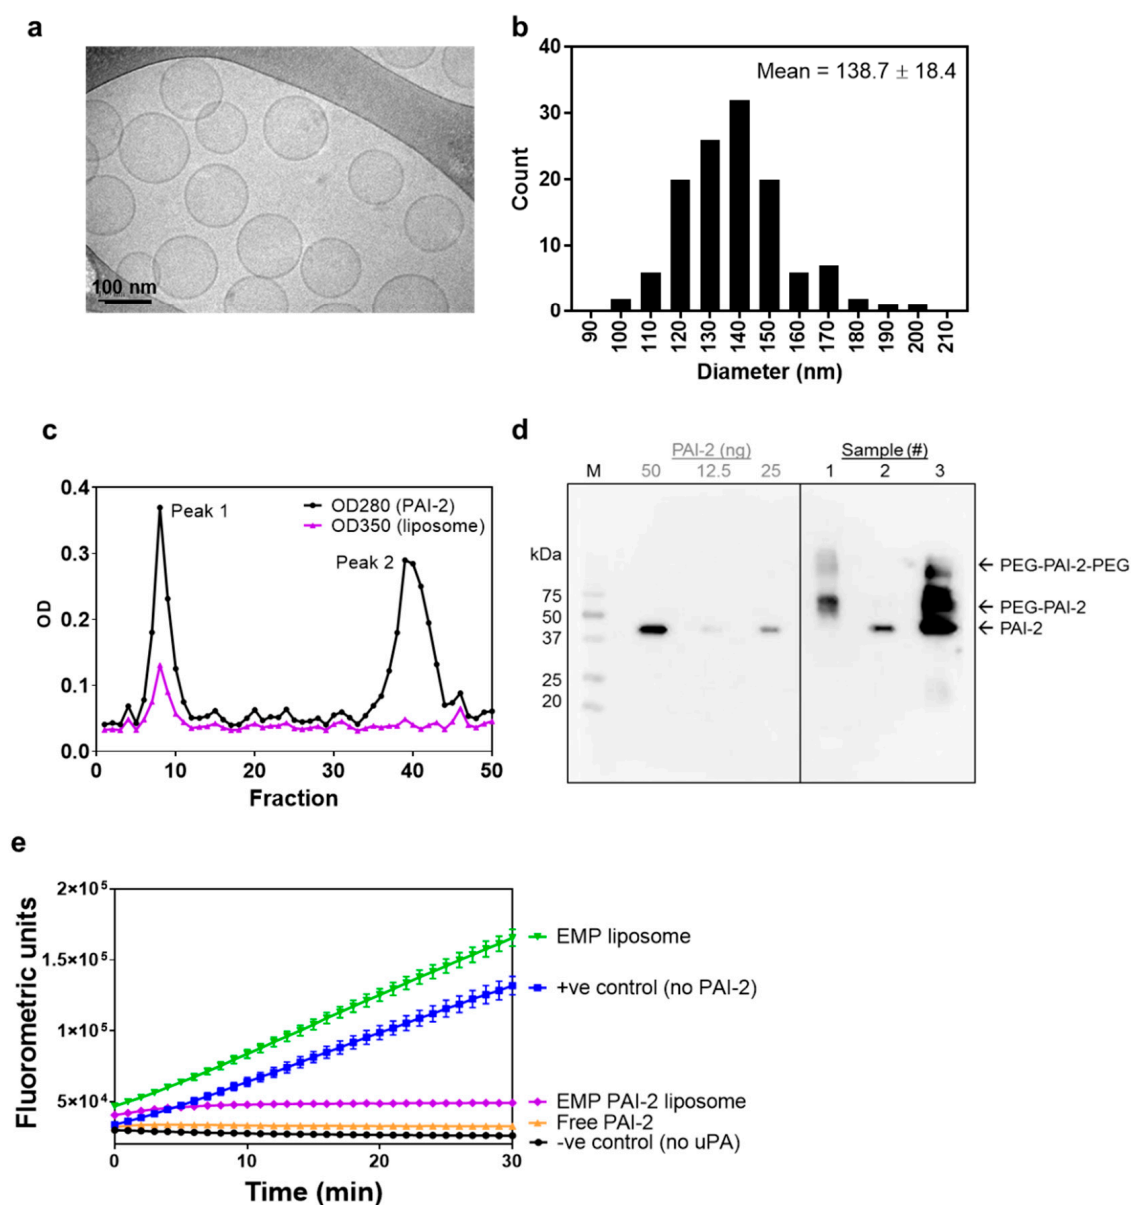 a
100 nm
b
Mean = 138.7 ± 18.4
40
30
20
10
0
Count
90 100 110 120 130 140 150 160 170 180 190 200 210
Diameter (nm)
c
OD280 (PAI-2)
OD350 (liposome)
Peak 1
Peak 2
0.4
0.3
0.2
0.1
0.0
OD
0 10 20 30 40 50
Fraction
d
PAI-2 (ng)
Sample (#)
M 50 12.5 25 1 2 3
kDa
75
50
37
25
20
← PEG-PAI-2-PEG
← PEG-PAI-2
← PAI-2
e
2×10⁵
1.5×10⁵
1×10⁵
5×10⁴
Fluorometric units
EMP liposome
+ve control (no PAI-2)
EMP PAI-2 liposome
Free PAI-2
-ve control (no uPA)
0 10 20 30
Time (min)